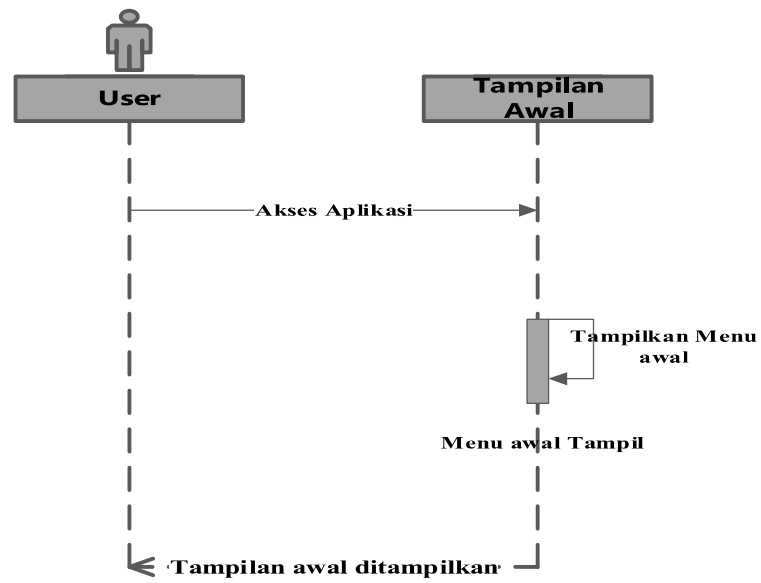 User
Tampilan
Awal
Akses Aplikasi
Tampilkan Menu
awal
Menu awal Tampil
Tampilan awal ditampilkan